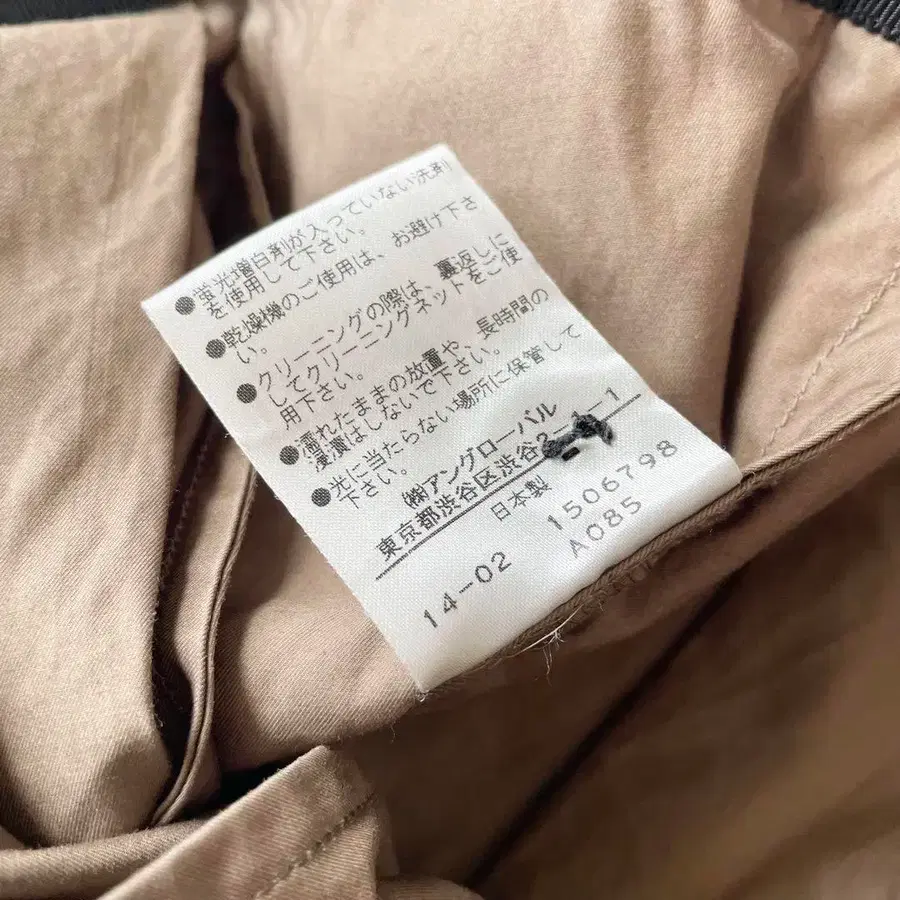 ●蛍光増白剤が入っていない洗剤
を使用して下さい。
●乾燥機のご使用は、お避け下さ
い。
●クリーニングの際は、裏返しに
してクリーニングネットをご使
用下さい。
●濡れたままの放置や、長時間の
浸漬はしないで下さい。
●光に当たらない場所に保管して
下さい。
㈱アングローバル
東京都渋谷区渋谷2- -1
日本製
14-02 1506798
A085